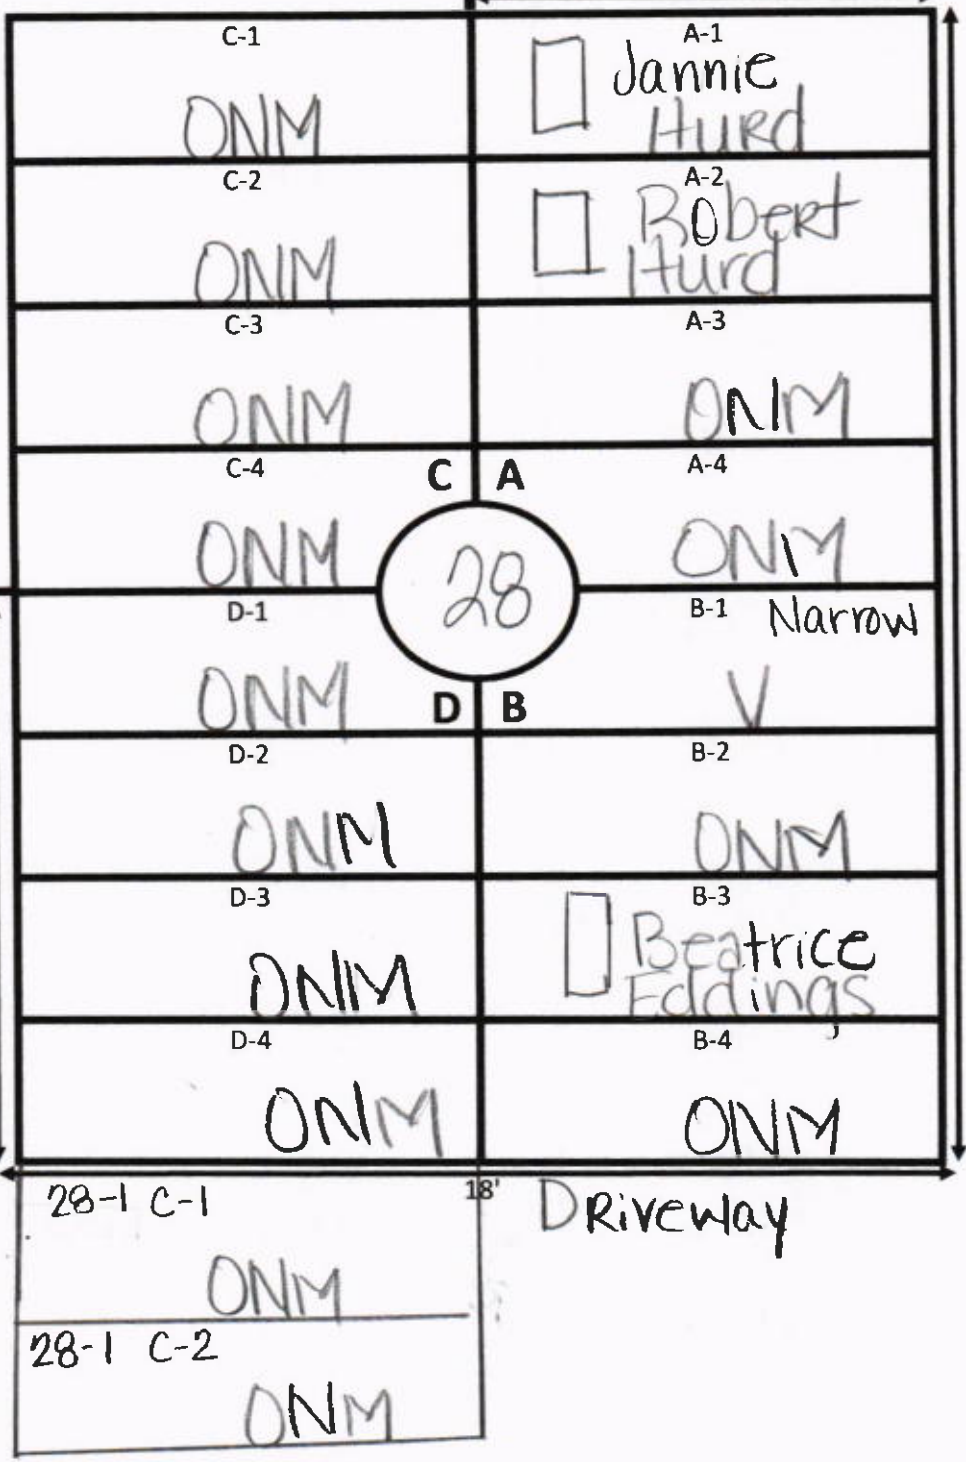 C-1
ONM
A-1
Jannie
Hurd
C-2
ONM
A-2
Robert
Hurd
C-3
ONM
A-3
ONM
C-4
ONM
C A
A-4
ONM
28
D-1
ONM
D B
B-1 Narrow
V
D-2
ONM
B-2
ONM
D-3
ONM
B-3
Beatrice
Eddings
D-4
ONM
B-4
ONM
18'
28-1 C-1
ONM
Driveway
28-1 C-2
ONM